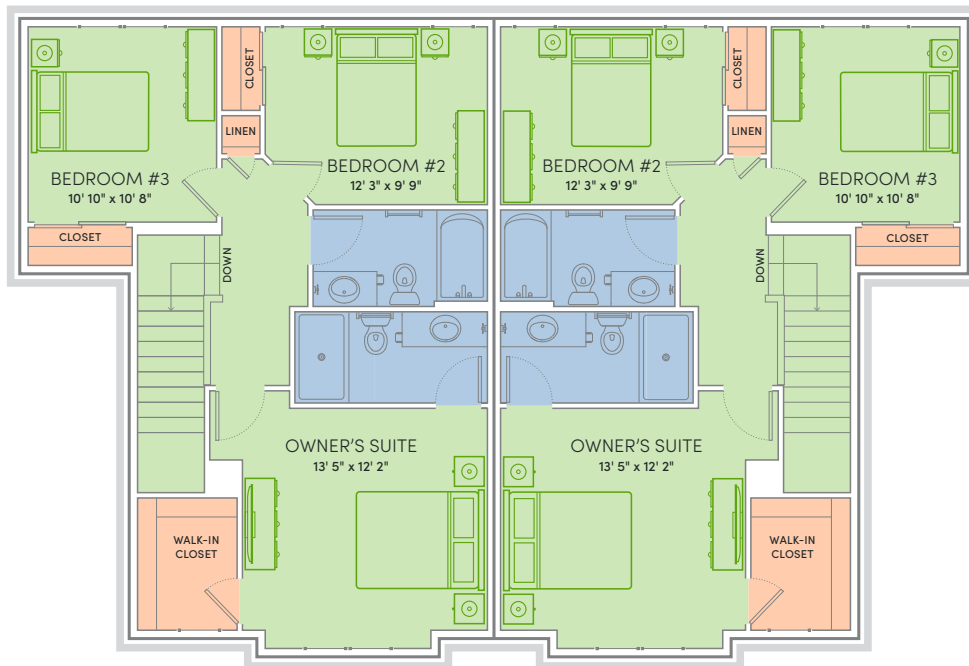 CLOSET
LINEN
BEDROOM #2
12' 3" x 9' 9"
BEDROOM #3
10' 10" x 10' 8"
CLOSET
DOWN
OWNER'S SUITE
13' 5" x 12' 2"
WALK-IN
CLOSET
CLOSET
LINEN
BEDROOM #2
12' 3" x 9' 9"
BEDROOM #3
10' 10" x 10' 8"
CLOSET
DOWN
OWNER'S SUITE
13' 5" x 12' 2"
WALK-IN
CLOSET